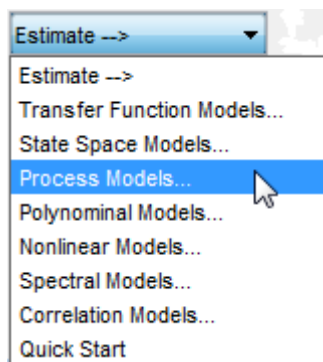 Estimate -->
Estimate -->
Transfer Function Models...
State Space Models...
Process Models...
Polynominal Models...
Nonlinear Models...
Spectral Models...
Correlation Models...
Quick Start